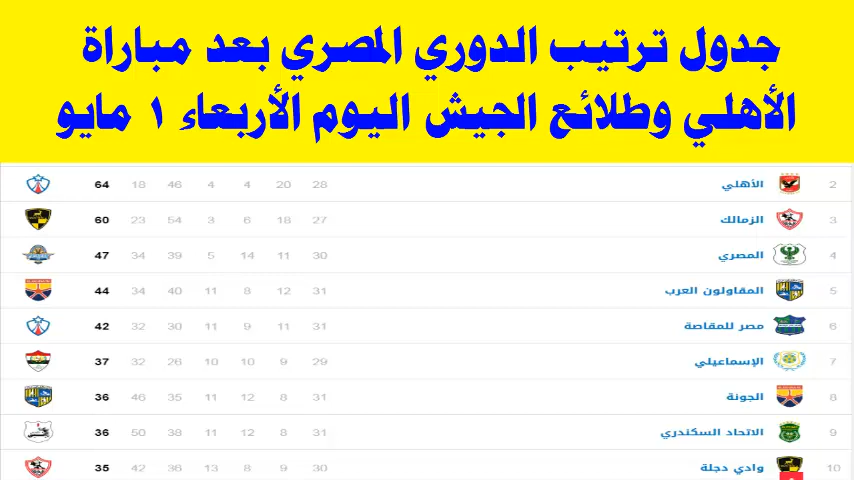 جدول ترتيب الدوري المصري بعد مباراة
الأهلي وطلائع الجيش اليوم الأربعاء ١ مايو
2 الأهلي 28 20 4 4 46 18 64
3 الزمالك 27 18 6 3 54 23 60
4 المصري 30 11 14 5 39 34 47
5 المقاولون العرب 31 12 8 11 40 34 44
6 مصر للمقاصة 31 11 9 11 30 32 42
7 الإسماعيلي 29 9 10 10 26 32 37
8 الجونة 31 8 12 11 35 46 36
9 الاتحاد السكندري 31 8 12 11 38 50 36
10 وادي دجلة 30 9 8 13 36 42 35